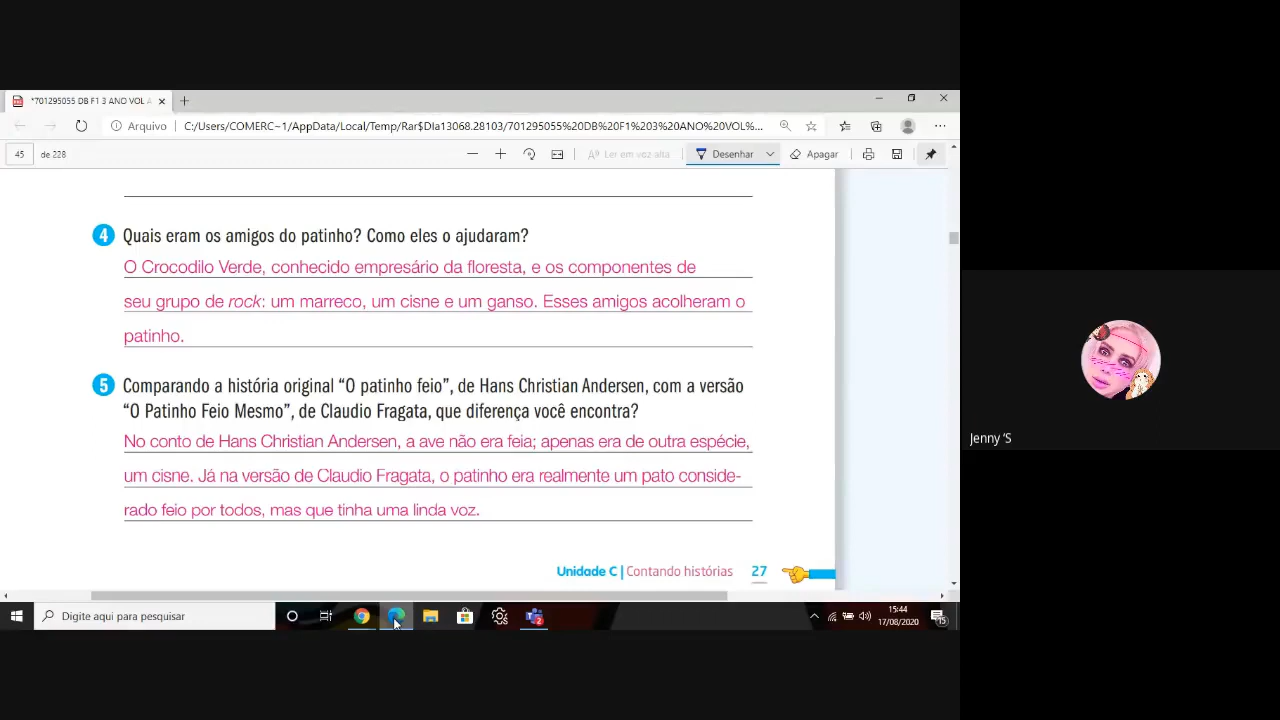 *701295055 DB F1 3 ANO VOL A
Arquivo
C:/Users/COMERC~1/AppData/Local/Temp/Rar$DIa13068.28103/701295055%20DB%20F1%203%20ANO%20VOL%...
45 de 228
Ler em voz alta
Desenhar
Apagar
4 Quais eram os amigos do patinho? Como eles o ajudaram?
O Crocodilo Verde, conhecido empresário da floresta, e os componentes de
seu grupo de rock: um marreco, um cisne e um ganso. Esses amigos acolheram o
patinho.
5 Comparando a história original “O patinho feio”, de Hans Christian Andersen, com a versão
“O Patinho Feio Mesmo”, de Claudio Fragata, que diferença você encontra?
No conto de Hans Christian Andersen, a ave não era feia; apenas era de outra espécie,
um cisne. Já na versão de Claudio Fragata, o patinho era realmente um pato conside-
rado feio por todos, mas que tinha uma linda voz.
Unidade C | Contando histórias 27
Jenny ‘S
Digite aqui para pesquisar
15:44
17/08/2020
15
2